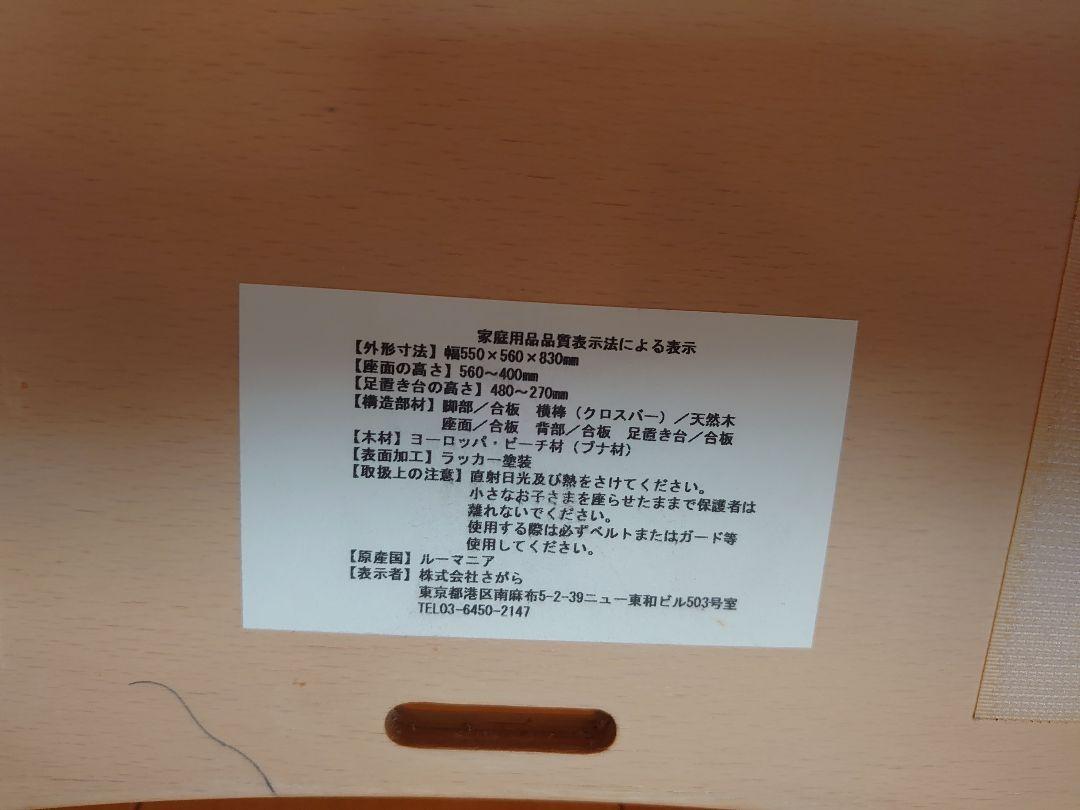 家庭用品品質表示法による表示
【外形寸法】幅550×560×830㎜
【座面の高さ】560～400㎜
【足置き台の高さ】480～270㎜
【構造部材】脚部／合板　横棒（クロスバー）／天然木
座面／合板　背部／合板　足置き台／合板
【木材】ヨーロッパ・ビーチ材（ブナ材）
【表面加工】ラッカー塗装
【取扱上の注意】直射日光及び熱をさけてください。
小さなお子さまを座らせたままで保護者は
離れないでください。
使用する際は必ずベルトまたはガード等
使用してください。
【原産国】ルーマニア
【表示者】株式会社さがら
東京都港区南麻布5-2-39ニュー東和ビル503号室
TEL03-6450-2147